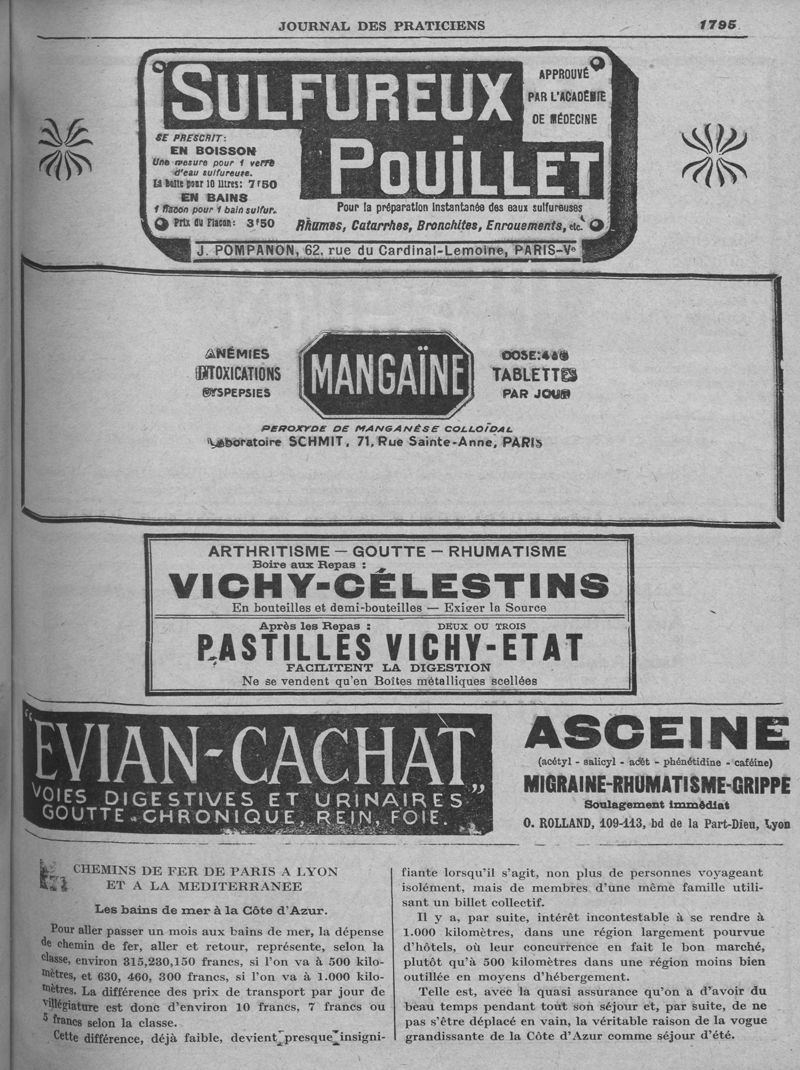 JOURNAL DES PRATICIENS 1795
SULFUREUX
POUILLET
APPROUVÉ
PAR L'ACADÉMIE
DE MÉDECINE
SE PRESCRIT:
EN BOISSON
Une mesure pour 1 verre
d'eau sulfureuse.
La boîte pour 10 litres: 7f50
EN BAINS
1 flacon pour 1 bain sulfur.
Prix du Flacon: 3f50
Pour la préparation instantanée des eaux sulfureuses
Rhumes, Catarrhes, Bronchites, Enrouements, etc.
J. POMPANON, 62, rue du Cardinal-Lemoine, PARIS-Ve
ANÉMIES
INTOXICATIONS
DYSPEPSIES
MANGAÏNE
DOSE: 4 à 6
TABLETTES
PAR JOUR
PEROXYDE DE MANGANÈSE COLLOÏDAL
Laboratoire SCHMIT, 71, Rue Sainte-Anne, PARIS
ARTHRITISME — GOUTTE — RHUMATISME
Boire aux Repas :
VICHY-CÉLESTINS
En bouteilles et demi-bouteilles — Exiger la Source
Après les Repas : DEUX OU TROIS
PASTILLES VICHY-ETAT
FACILITENT LA DIGESTION
Ne se vendent qu'en Boîtes métalliques scellées
"EVIAN-CACHAT"
VOIES DIGESTIVES ET URINAIRES
GOUTTE-CHRONIQUE, REIN, FOIE.
ASCEINE
(acétyl - salicyl - acét - phénétidine - caféine)
MIGRAINE-RHUMATISME-GRIPPE
Soulagement immédiat
O. ROLLAND, 109-113, bd de la Part-Dieu, Lyon
CHEMINS DE FER DE PARIS A LYON
ET A LA MEDITERRANEE
Les bains de mer à la Côte d'Azur.
Pour aller passer un mois aux bains de mer, la dépense
de chemin de fer, aller et retour, représente, selon la
classe, environ 315,230,150 francs, si l'on va à 500 kilo-
mètres, et 630, 460, 300 francs, si l'on va à 1.000 kilo-
mètres. La différence des prix de transport par jour de
villégiature est donc d'environ 10 francs, 7 francs ou
5 francs selon la classe.
Cette différence, déjà faible, devient presque insigni-
fiante lorsqu'il s'agit, non plus de personnes voyageant
isolément, mais de membres d'une même famille utili-
sant un billet collectif.
Il y a, par suite, intérêt incontestable à se rendre à
1.000 kilomètres, dans une région largement pourvue
d'hôtels, où leur concurrence en fait le bon marché,
plutôt qu'à 500 kilomètres dans une région moins bien
outillée en moyens d'hébergement.
Telle est, avec la quasi assurance qu'on a d'avoir du
beau temps pendant tout son séjour et, par suite, de ne
pas s'être déplacé en vain, la véritable raison de la vogue
grandissante de la Côte d'Azur comme séjour d'été.